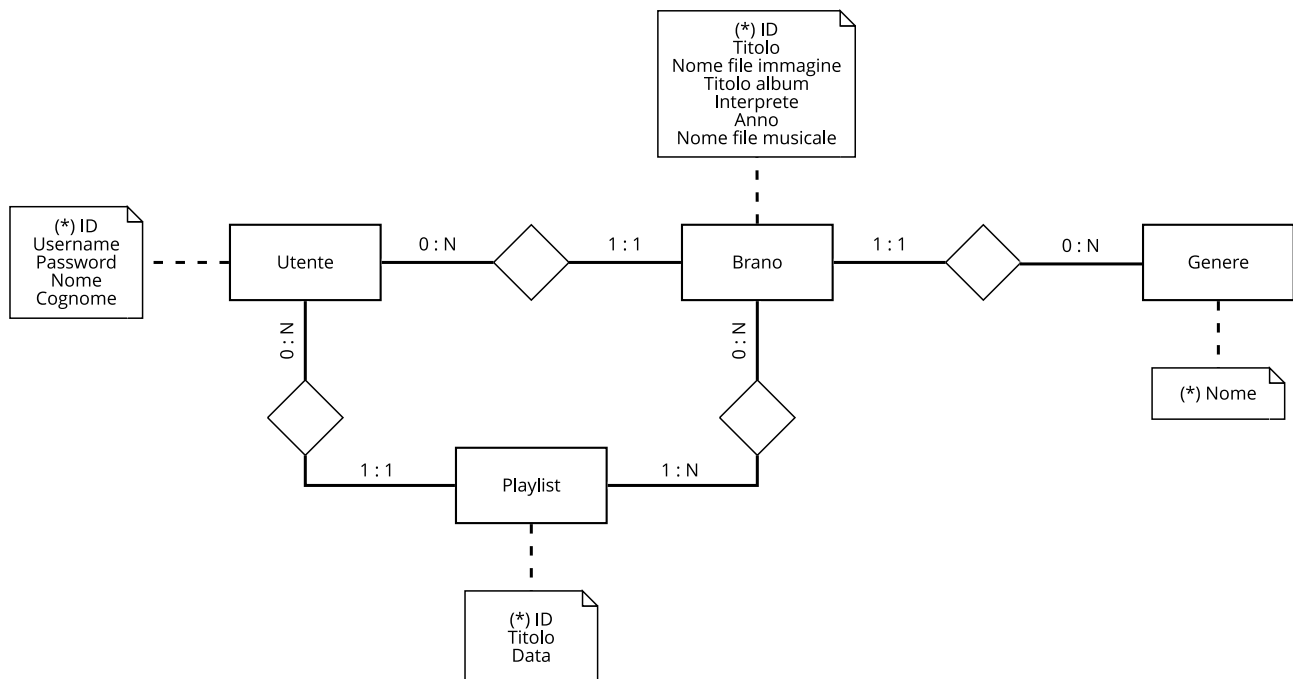 (*) ID
Titolo
Nome file immagine
Titolo album
Interprete
Anno
Nome file musicale
(*) ID
Username
Password
Nome
Cognome
Utente
0 : N
1 : 1
Brano
1 : 1
0 : N
Genere
0 : N
0 : N
(*) Nome
1 : 1
Playlist
1 : N
(*) ID
Titolo
Data